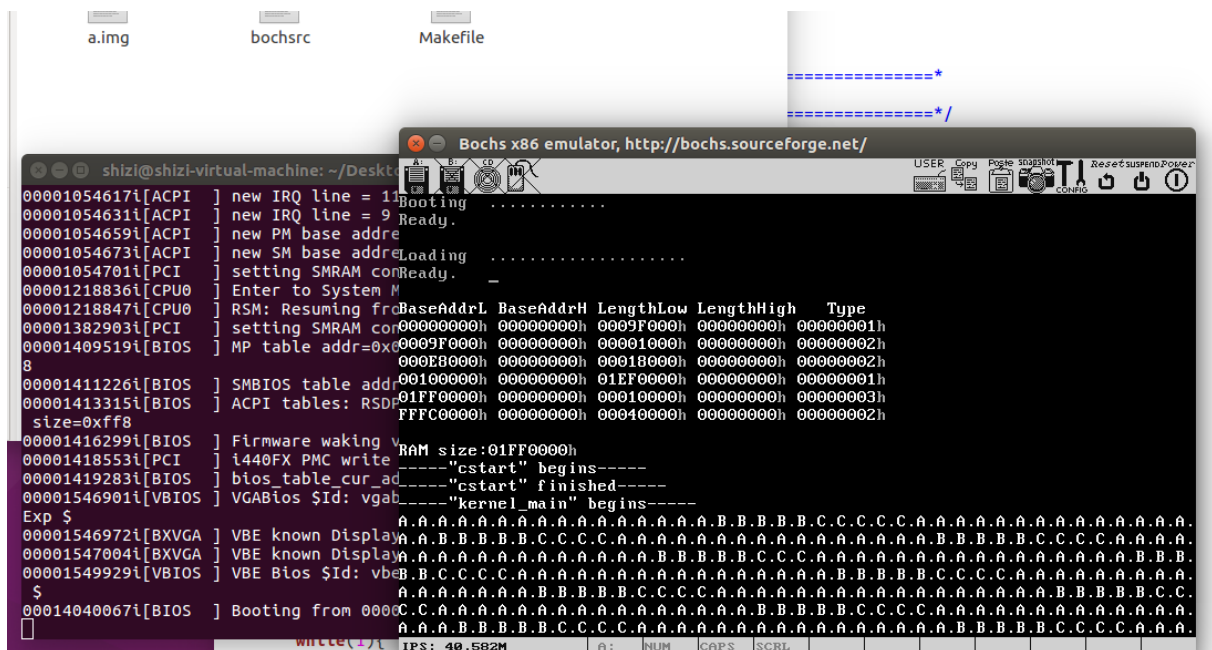 a.img
bochsrc
Makefile
===============*
===============*/
Bochs x86 emulator, http://bochs.sourceforge.net/
A: B: CD USER Copy Paste snapshot CONFIG Reset SUSPEND Power
shizi@shizi-virtual-machine: ~/Deskto
00001054617i[ACPI  ] new IRQ line = 11
00001054631i[ACPI  ] new IRQ line = 9
00001054659i[ACPI  ] new PM base addre
00001054673i[ACPI  ] new SM base addre
00001054701i[PCI   ] setting SMRAM con
00001218836i[CPU0  ] Enter to System M
00001218847i[CPU0  ] RSM: Resuming fro
00001382903i[PCI   ] setting SMRAM con
00001409519i[BIOS  ] MP table addr=0x0
8
00001411226i[BIOS  ] SMBIOS table addr
00001413315i[BIOS  ] ACPI tables: RSDP
size=0xff8
00001416299i[BIOS  ] Firmware waking v
00001418553i[PCI   ] i440FX PMC write
00001419283i[BIOS  ] bios_table_cur_ad
00001546901i[VBIOS ] VGABios $Id: vgab
Exp $
00001546972i[BXVGA ] VBE known Display
00001547004i[BXVGA ] VBE known Display
00001549929i[VBIOS ] VBE Bios $Id: vbe
$
00014040067i[BIOS  ] Booting from 0000
Booting ............
Ready.
Loading ....................
Ready. _
BaseAddrL BaseAddrH LengthLow LengthHigh Type
00000000h 00000000h 0009F000h 00000000h 00000001h
0009F000h 00000000h 00001000h 00000000h 00000002h
000E8000h 00000000h 00018000h 00000000h 00000002h
00100000h 00000000h 01EF0000h 00000000h 00000001h
01FF0000h 00000000h 00010000h 00000000h 00000003h
FFFC0000h 00000000h 00040000h 00000000h 00000002h
RAM size:01FF0000h
-----"cstart" begins-----
-----"cstart" finished-----
-----"kernel_main" begins-----
A.A.A.A.A.A.A.A.A.A.A.A.A.A.A.A.B.B.B.B.B.C.C.C.C.C.A.A.A.A.A.A.A.A.A.A.A.A.A.A.
A.A.B.B.B.B.B.C.C.C.C.A.A.A.A.A.A.A.A.A.A.A.A.A.A.A.A.B.B.B.B.B.C.C.C.C.A.A.A.A.
A.A.A.A.A.A.A.A.A.A.A.A.A.B.B.B.B.B.C.C.C.A.A.A.A.A.A.A.A.A.A.A.A.A.A.A.A.B.B.B.
B.B.C.C.C.C.A.A.A.A.A.A.A.A.A.A.A.A.A.A.A.A.B.B.B.B.B.C.C.C.C.A.A.A.A.A.A.A.A.A.
A.A.A.A.A.A.A.B.B.B.B.B.C.C.C.C.A.A.A.A.A.A.A.A.A.A.A.A.A.A.A.A.A.B.B.B.B.B.C.C.
C.C.A.A.A.A.A.A.A.A.A.A.A.A.A.A.A.A.B.B.B.B.B.C.C.C.C.A.A.A.A.A.A.A.A.A.A.A.A.A.
A.A.A.B.B.B.B.B.C.C.C.C.A.A.A.A.A.A.A.A.A.A.A.A.A.A.A.A.B.B.B.B.B.C.C.C.C.A.A.A.
while(1){
IPS: 40.582M A: NUM CAPS SCRL